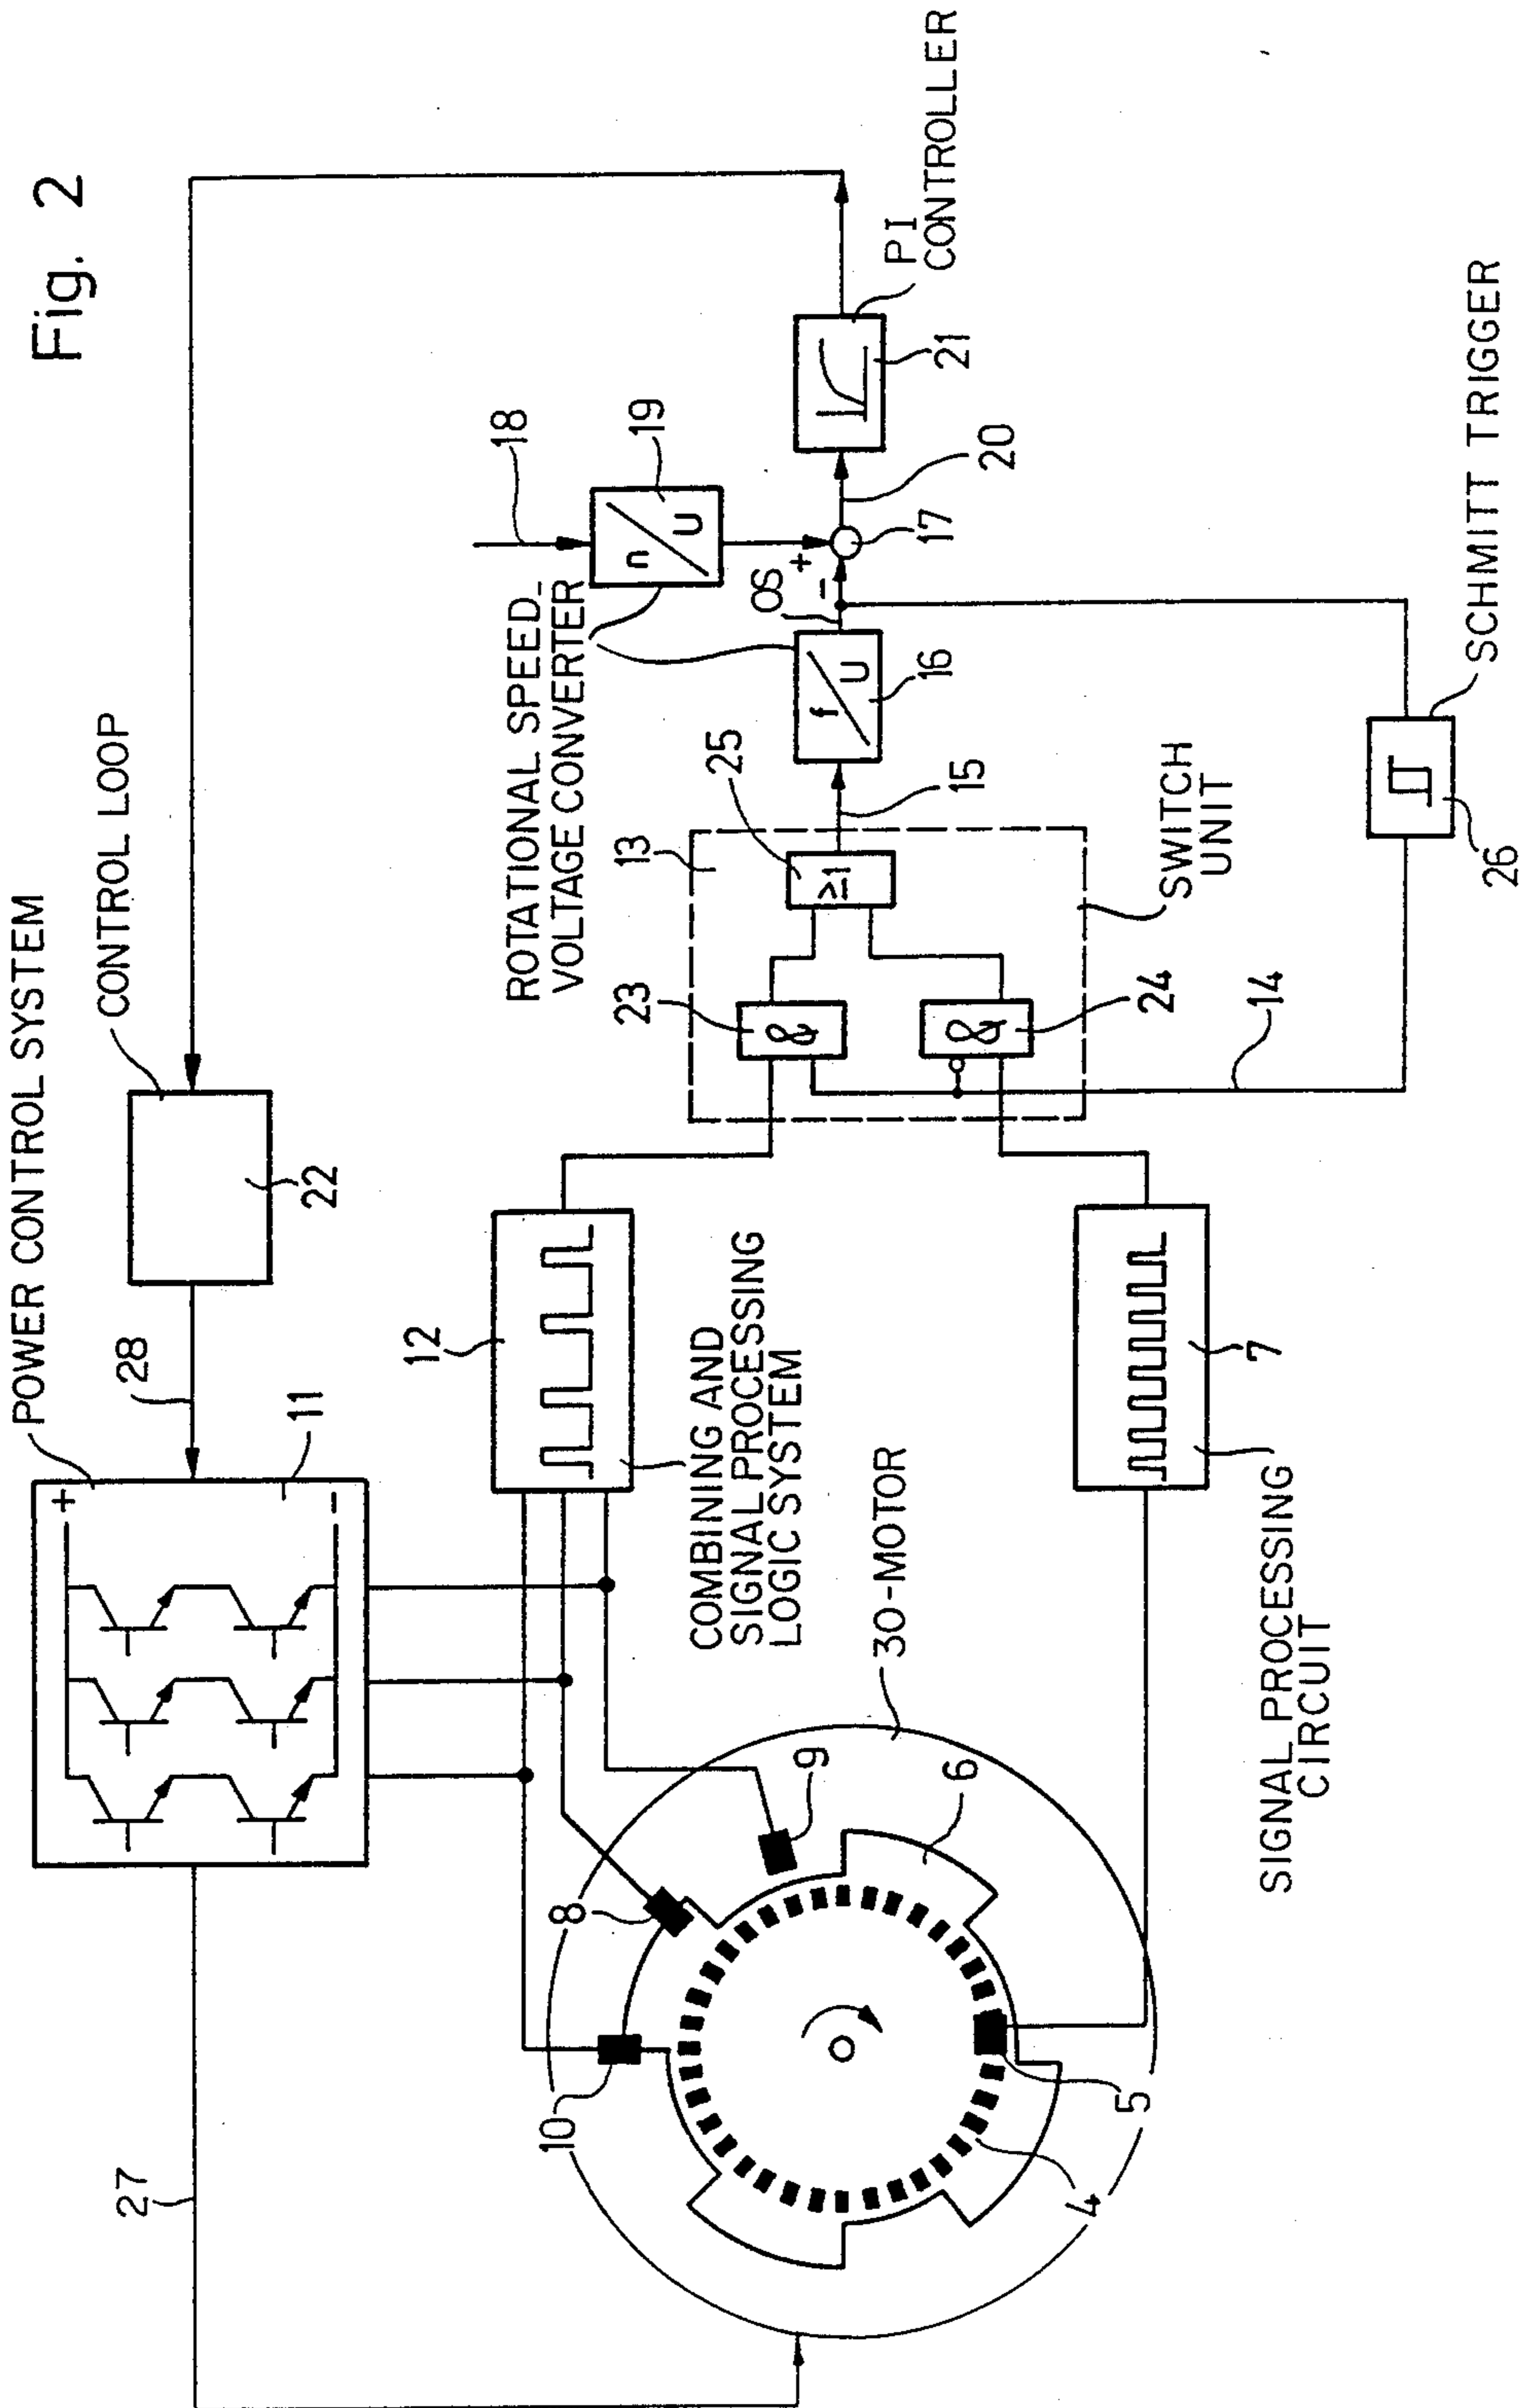 Fig. 2
POWER CONTROL SYSTEM
CONTROL LOOP
27
28
11
+
-
22
12
COMBINING AND
SIGNAL PROCESSING
LOGIC SYSTEM
ROTATIONAL SPEED-
VOLTAGE CONVERTER
18
n
U
19
10
8
9
6
30-MOTOR
23
&
&
24
13
25
≥1
15
f
U
16
OS
+
-
17
20
21
PI
CONTROLLER
5
4
7
SIGNAL PROCESSING
CIRCUIT
14
SWITCH
UNIT
26
SCHMITT TRIGGER